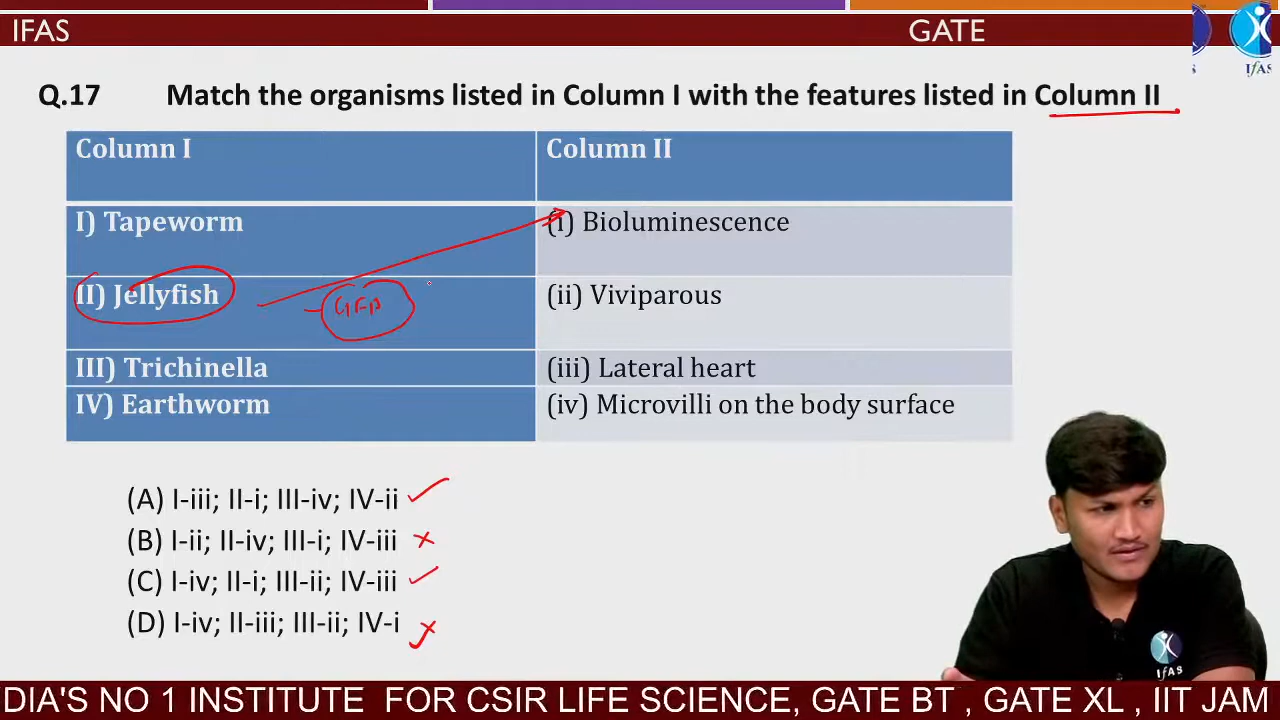 IFAS GATE
IfAS
Q.17 Match the organisms listed in Column I with the features listed in Column II
Column I Column II
I) Tapeworm (i) Bioluminescence
II) Jellyfish (ii) Viviparous
GFP
III) Trichinella (iii) Lateral heart
IV) Earthworm (iv) Microvilli on the body surface
(A) I-iii; II-i; III-iv; IV-ii
(B) I-ii; II-iv; III-i; IV-iii
(C) I-iv; II-i; III-ii; IV-iii
(D) I-iv; II-iii; III-ii; IV-i
IfAS
DIA'S NO 1 INSTITUTE FOR CSIR LIFE SCIENCE, GATE BT , GATE XL , IIT JAM